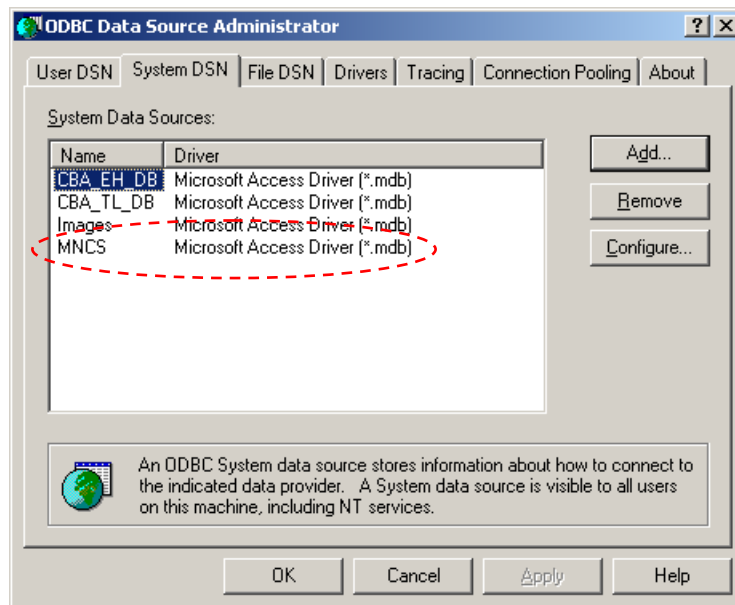 ODBC Data Source Administrator
User DSN System DSN File DSN Drivers Tracing Connection Pooling About
System Data Sources:
Name Driver
CBA_EH_DB Microsoft Access Driver (*.mdb)
CBA_TL_DB Microsoft Access Driver (*.mdb)
Images Microsoft Access Driver (*.mdb)
MNCS Microsoft Access Driver (*.mdb)
Add...
Remove
Configure...
An ODBC System data source stores information about how to connect to
the indicated data provider. A System data source is visible to all users
on this machine, including NT services.
OK Cancel Apply Help